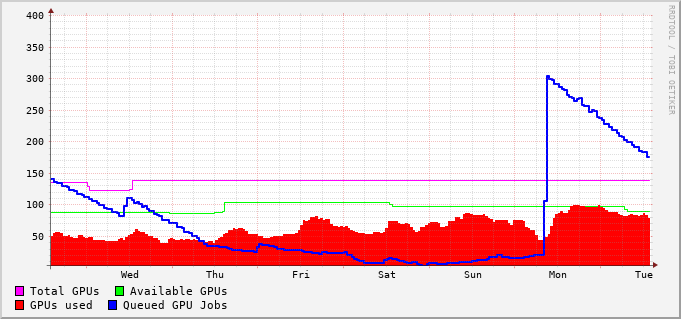 400
350
300
250
200
150
100
50
Wed Thu Fri Sat Sun Mon Tue
Total GPUs Available GPUs
GPUs used Queued GPU Jobs
RRDTOOL / TOBI OETIKER